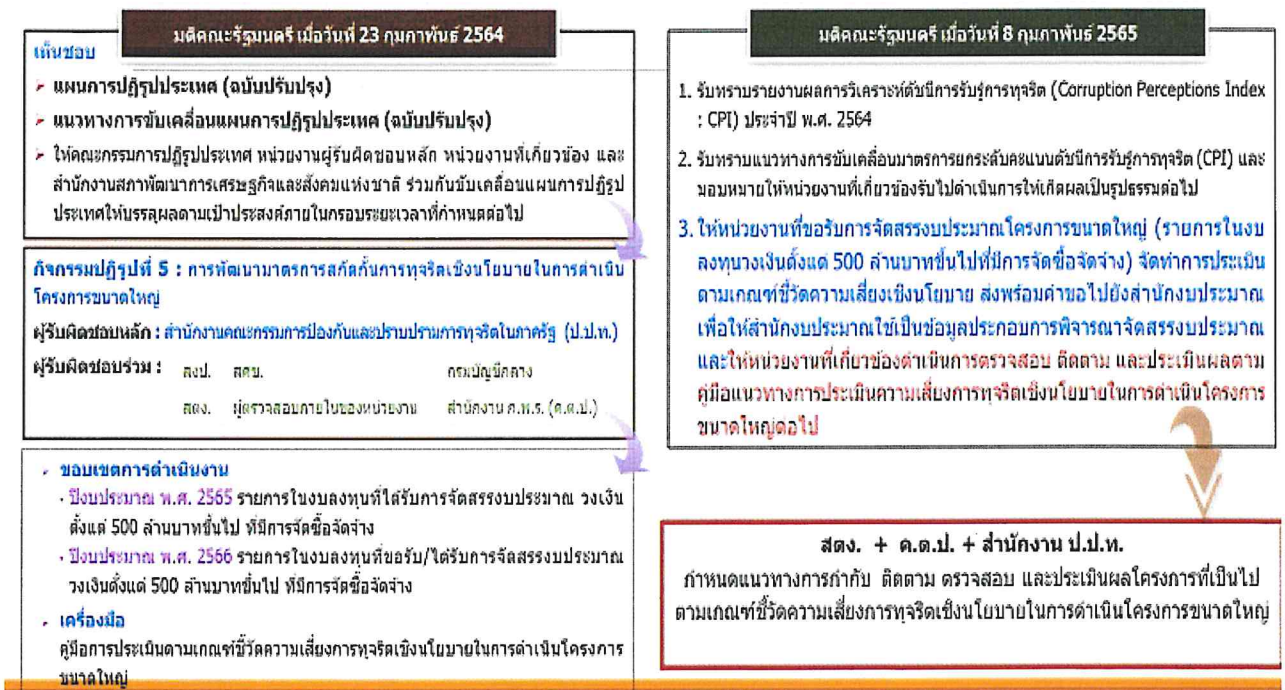 มติคณะรัฐมนตรี เมื่อวันที่ 23 กุมภาพันธ์ 2564
เห็นชอบ
➢ แผนการปฏิรูปประเทศ (ฉบับปรับปรุง)
➢ แนวทางการขับเคลื่อนแผนการปฏิรูปประเทศ (ฉบับปรับปรุง)
➢ ให้คณะกรรมการปฏิรูปประเทศ หน่วยงานผู้รับผิดชอบหลัก หน่วยงานที่เกี่ยวข้อง และ
สำนักงานสภาพัฒนาการเศรษฐกิจและสังคมแห่งชาติ ร่วมกันขับเคลื่อนแผนการปฏิรูป
ประเทศให้บรรลุผลตามเป้าประสงค์ภายในกรอบระยะเวลาที่กำหนดต่อไป
กิจกรรมปฏิรูปที่ 5 : การพัฒนามาตรการสกัดกั้นการทุจริตเชิงนโยบายในการดำเนิน
โครงการขนาดใหญ่
ผู้รับผิดชอบหลัก : สำนักงานคณะกรรมการป้องกันและปราบปรามการทุจริตในภาครัฐ (ป.ป.ท.)
ผู้รับผิดชอบร่วม : สงป. สศช. กรมบัญชีกลาง
สตง. ผู้ตรวจสอบภายในของหน่วยงาน สำนักงาน ก.พ.ร. (ค.ต.ป.)
ขอบเขตการดำเนินงาน
- ปีงบประมาณ พ.ศ. 2565 รายการในงบลงทุนที่ได้รับการจัดสรรงบประมาณ วงเงิน
ตั้งแต่ 500 ล้านบาทขึ้นไป ที่มีการจัดซื้อจัดจ้าง
- ปีงบประมาณ พ.ศ. 2566 รายการในงบลงทุนที่ขอรับ/ได้รับการจัดสรรงบประมาณ
วงเงินตั้งแต่ 500 ล้านบาทขึ้นไป ที่มีการจัดซื้อจัดจ้าง
เครื่องมือ
คู่มือการประเมินตามเกณฑ์ชี้วัดความเสี่ยงการทุจริตเชิงนโยบายในการดำเนินโครงการ
ขนาดใหญ่
มติคณะรัฐมนตรี เมื่อวันที่ 8 กุมภาพันธ์ 2565
1. รับทราบรายงานผลการวิเคราะห์ดัชนีการรับรู้การทุจริต (Corruption Perceptions Index
: CPI) ประจำปี พ.ศ. 2564
2. รับทราบแนวทางการขับเคลื่อนมาตรการยกระดับคะแนนดัชนีการรับรู้การทุจริต (CPI) และ
มอบหมายให้หน่วยงานที่เกี่ยวข้องรับไปดำเนินการให้เกิดผลเป็นรูปธรรมต่อไป
3. ให้หน่วยงานที่ขอรับการจัดสรรงบประมาณโครงการขนาดใหญ่ (รายการในงบ
ลงทุนวงเงินตั้งแต่ 500 ล้านบาทขึ้นไปที่มีการจัดซื้อจัดจ้าง) จัดทำการประเมิน
ตามเกณฑ์ชี้วัดความเสี่ยงเชิงนโยบาย ส่งพร้อมคำขอไปยังสำนักงบประมาณ
เพื่อให้สำนักงบประมาณใช้เป็นข้อมูลประกอบการพิจารณาจัดสรรงบประมาณ
และให้หน่วยงานที่เกี่ยวข้องดำเนินการตรวจสอบ ติดตาม และประเมินผลตาม
คู่มือแนวทางการประเมินความเสี่ยงการทุจริตเชิงนโยบายในการดำเนินโครงการ
ขนาดใหญ่ต่อไป
สตง. + ค.ต.ป. + สำนักงาน ป.ป.ท.
กำหนดแนวทางการกำกับ ติดตาม ตรวจสอบ และประเมินผลโครงการที่เป็นไป
ตามเกณฑ์ชี้วัดความเสี่ยงการทุจริตเชิงนโยบายในการดำเนินโครงการขนาดใหญ่